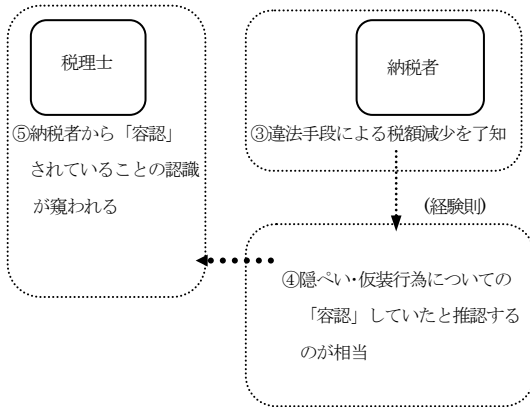 税理士
⑤納税者から「容認」
されていることの認識
が窺われる
納税者
③違法手段による税額減少を了知
(経験則)
④隠ぺい・仮装行為についての
「容認」していたと推認する
のが相当